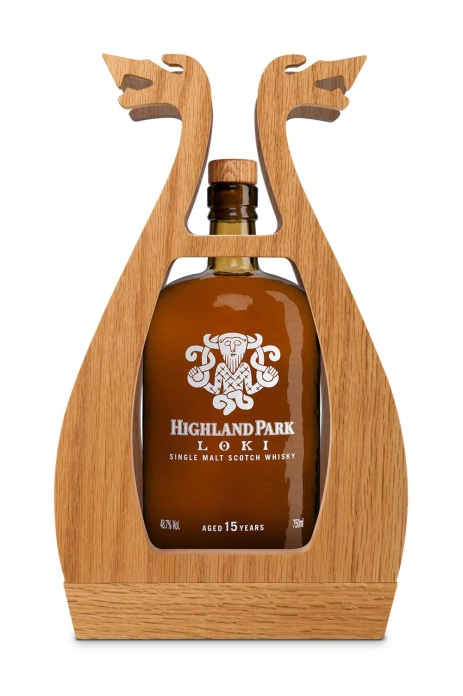 HIGHLAND PARK
LOKI
SINGLE MALT SCOTCH WHISKY
48.7% Vol. AGED 15 YEARS 750ml